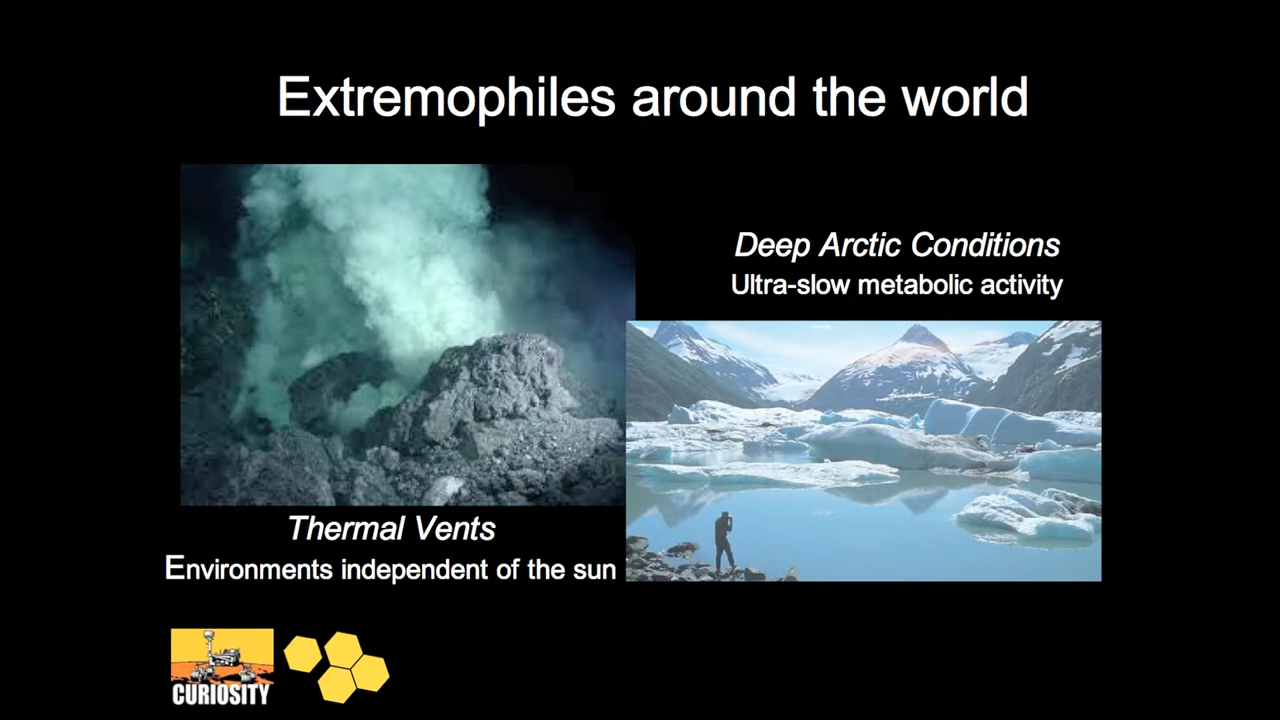 Extremophiles around the world
Deep Arctic Conditions
Ultra-slow metabolic activity
Thermal Vents
Environments independent of the sun
CURIOSITY